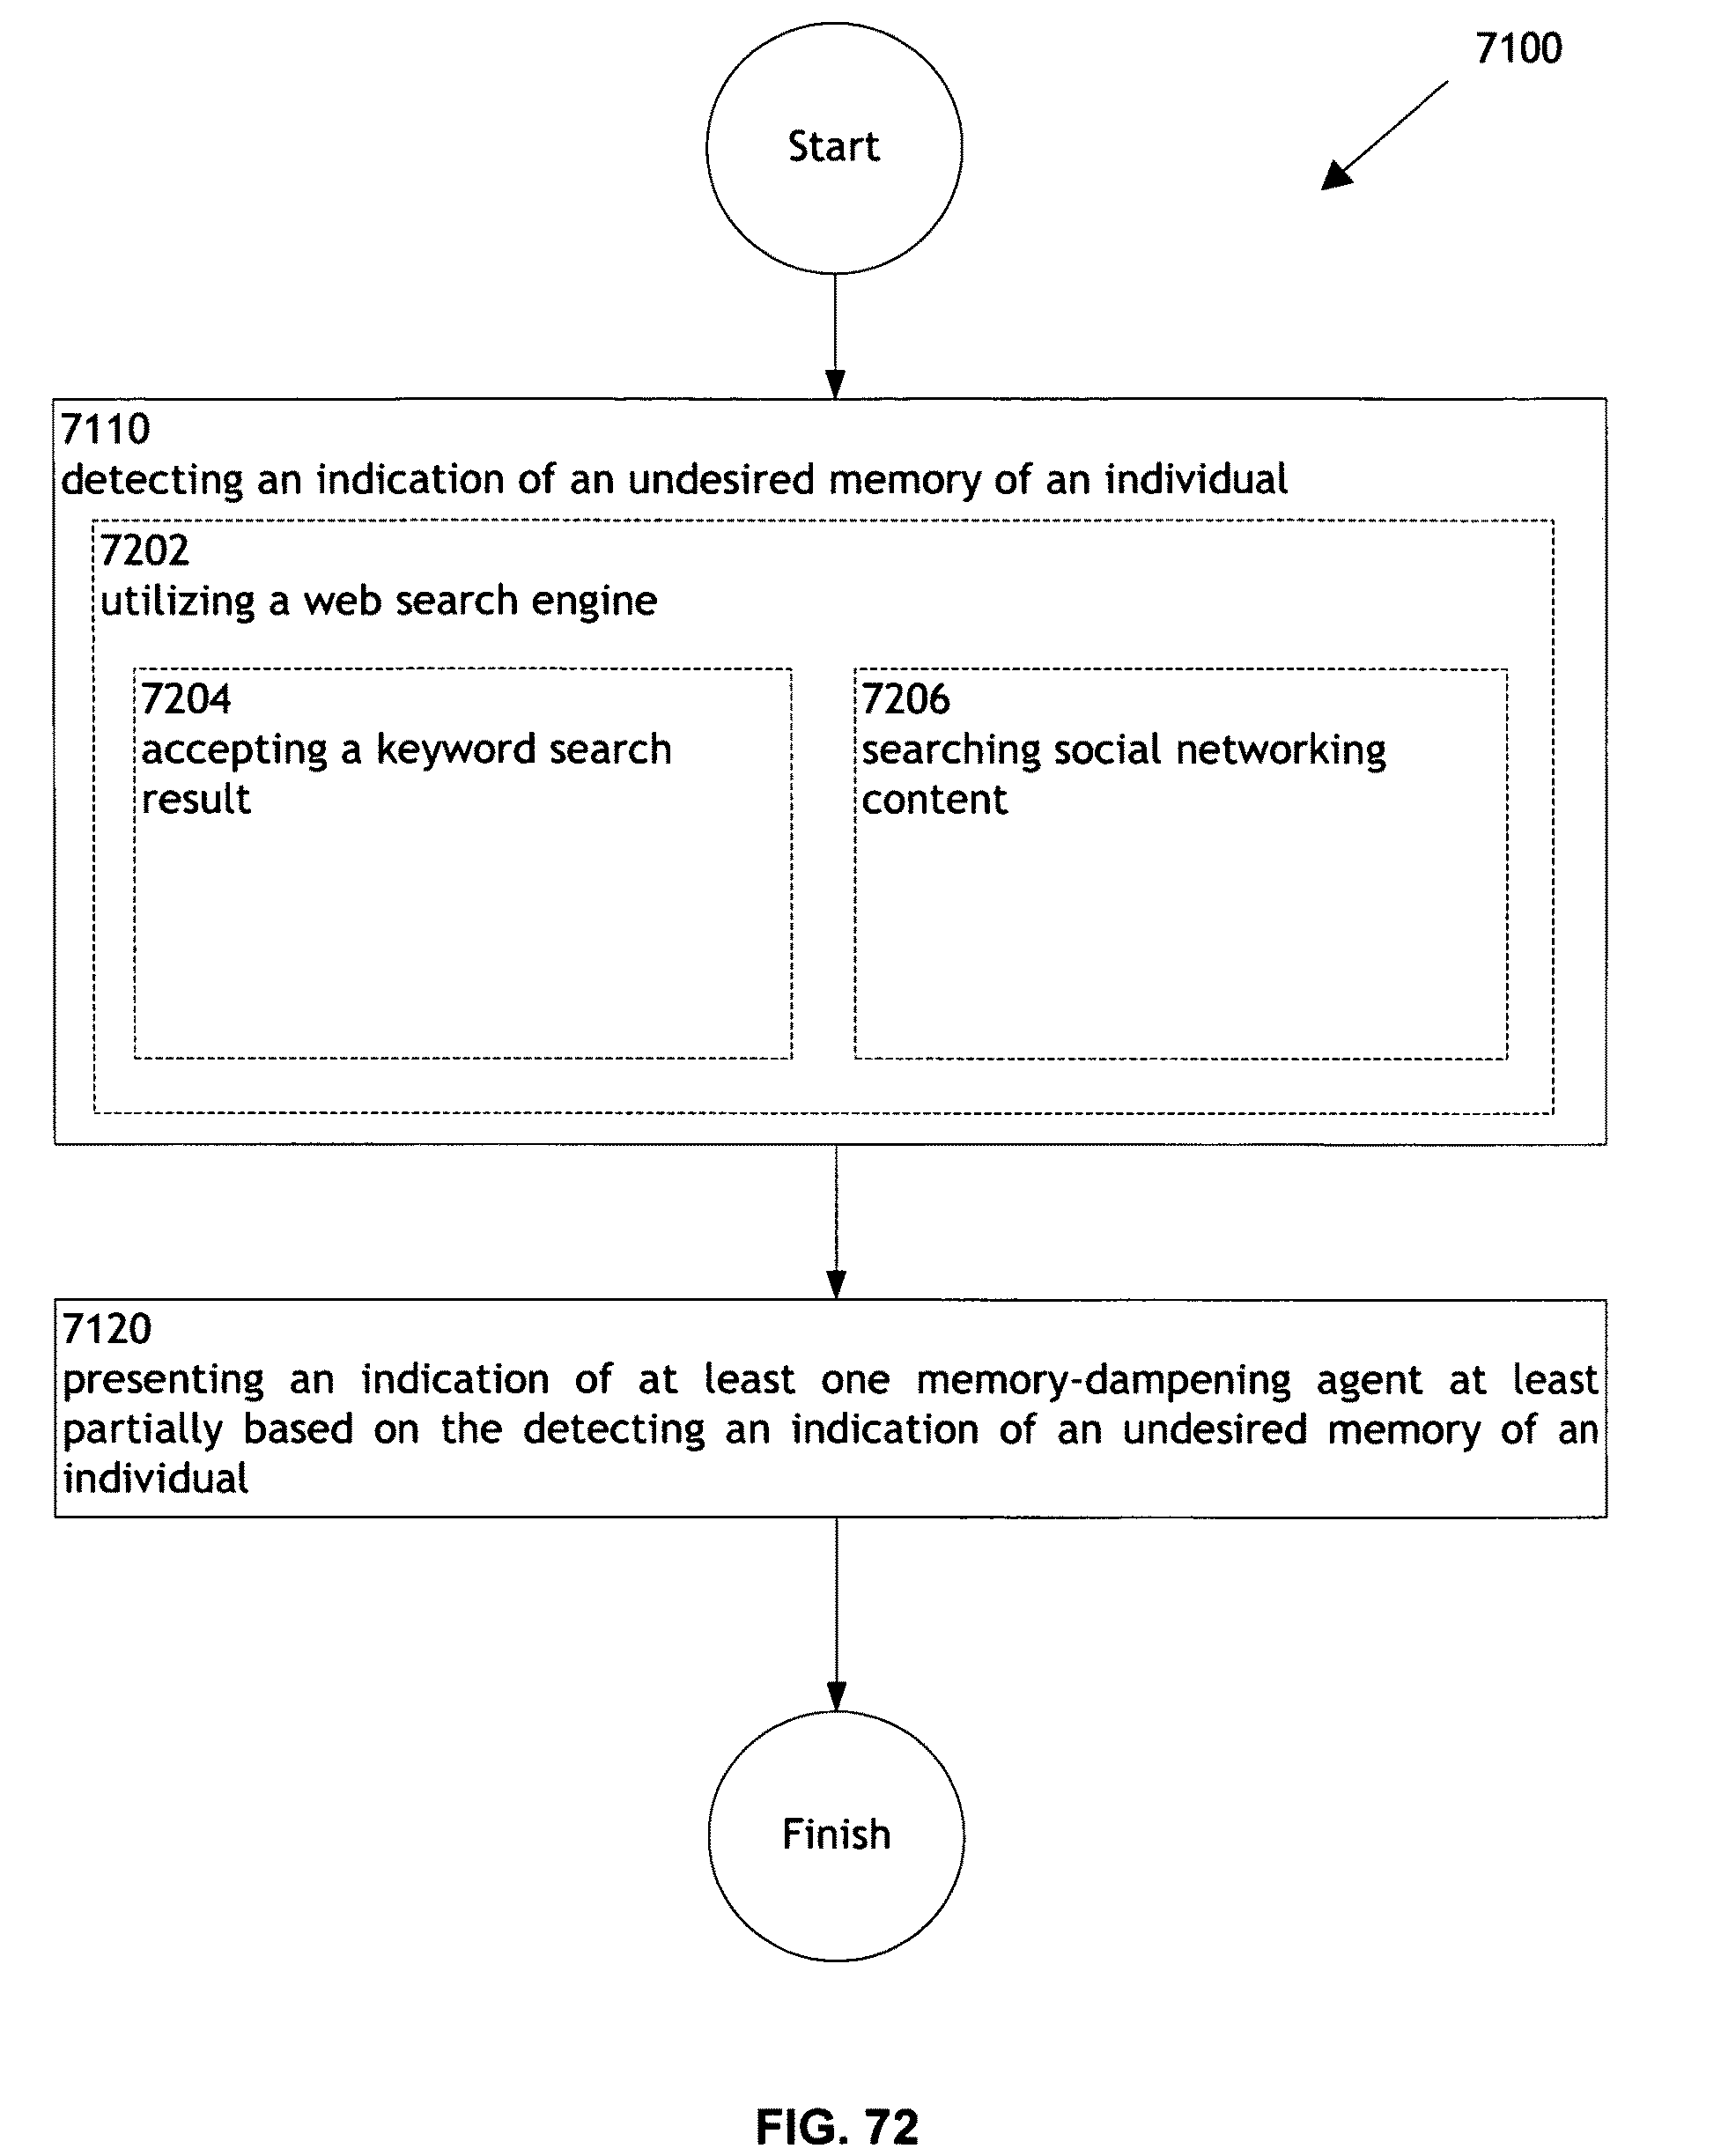 7100
Start
7110
detecting an indication of an undesired memory of an individual
7202
utilizing a web search engine
7204
accepting a keyword search
result
7206
searching social networking
content
7120
presenting an indication of at least one memory-dampening agent at least
partially based on the detecting an indication of an undesired memory of an
individual
Finish
FIG. 72